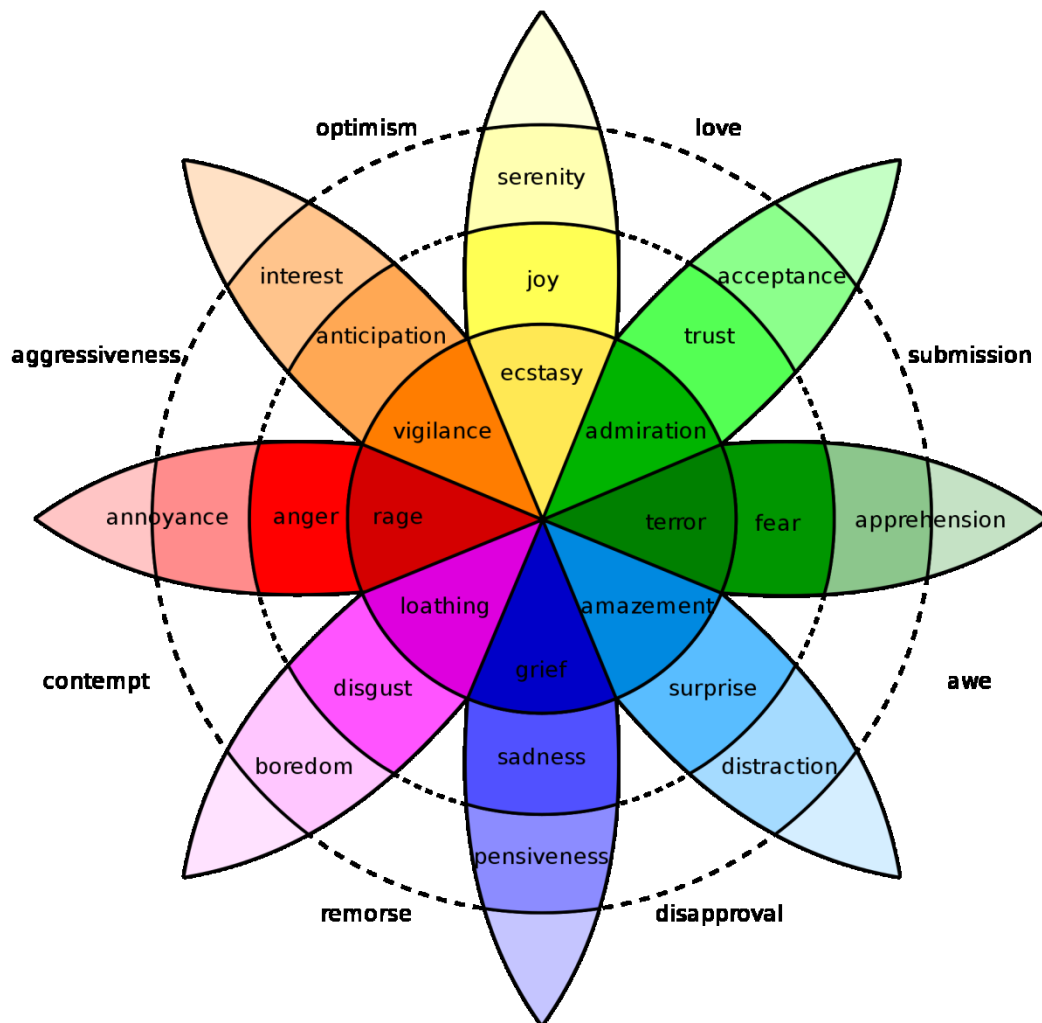 optimism
love
serenity
interest
joy
acceptance
anticipation
trust
aggressiveness
submission
ecstasy
vigilance
admiration
annoyance
anger
rage
terror
fear
apprehension
loathing
amazement
contempt
disgust
grief
surprise
awe
boredom
sadness
distraction
pensiveness
remorse
disapproval